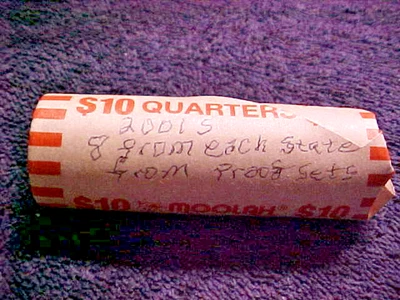 $10 QUARTERS
2001 S
8 from each state
from Proof Sets
$10 MOOLAH® $10